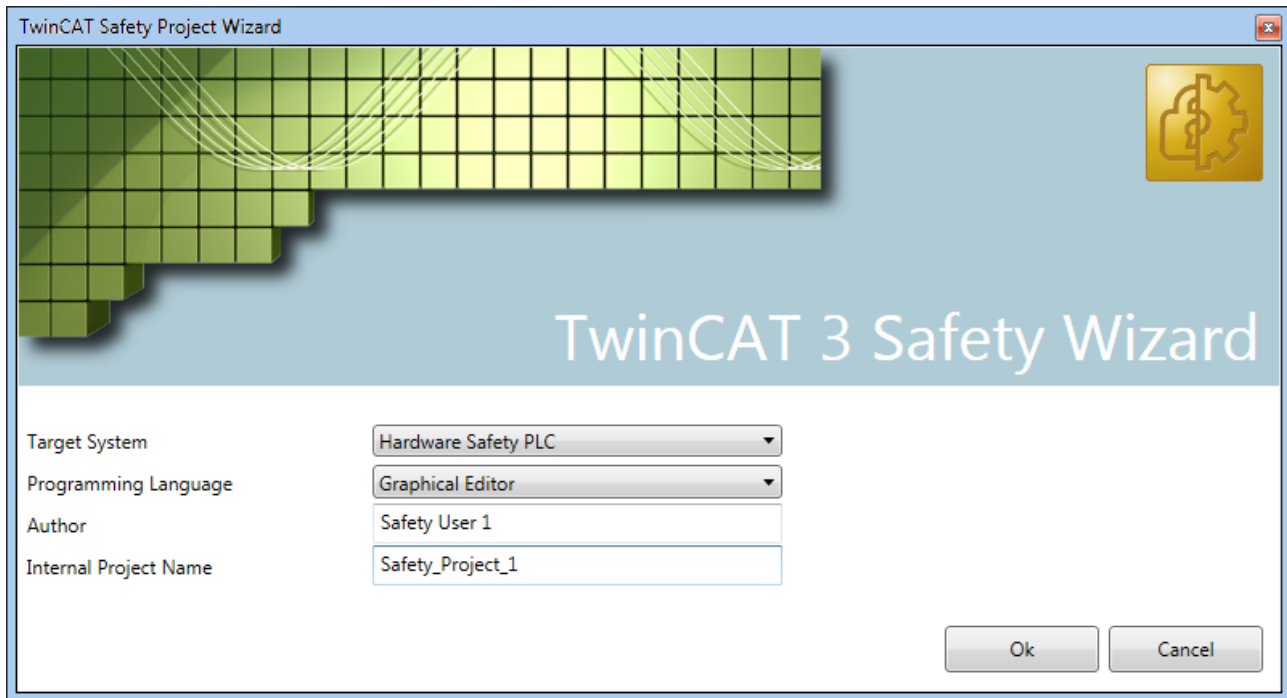 TwinCAT Safety Project Wizard
TwinCAT 3 Safety Wizard
Target System Hardware Safety PLC
Programming Language Graphical Editor
Author Safety User 1
Internal Project Name Safety_Project_1
Ok Cancel